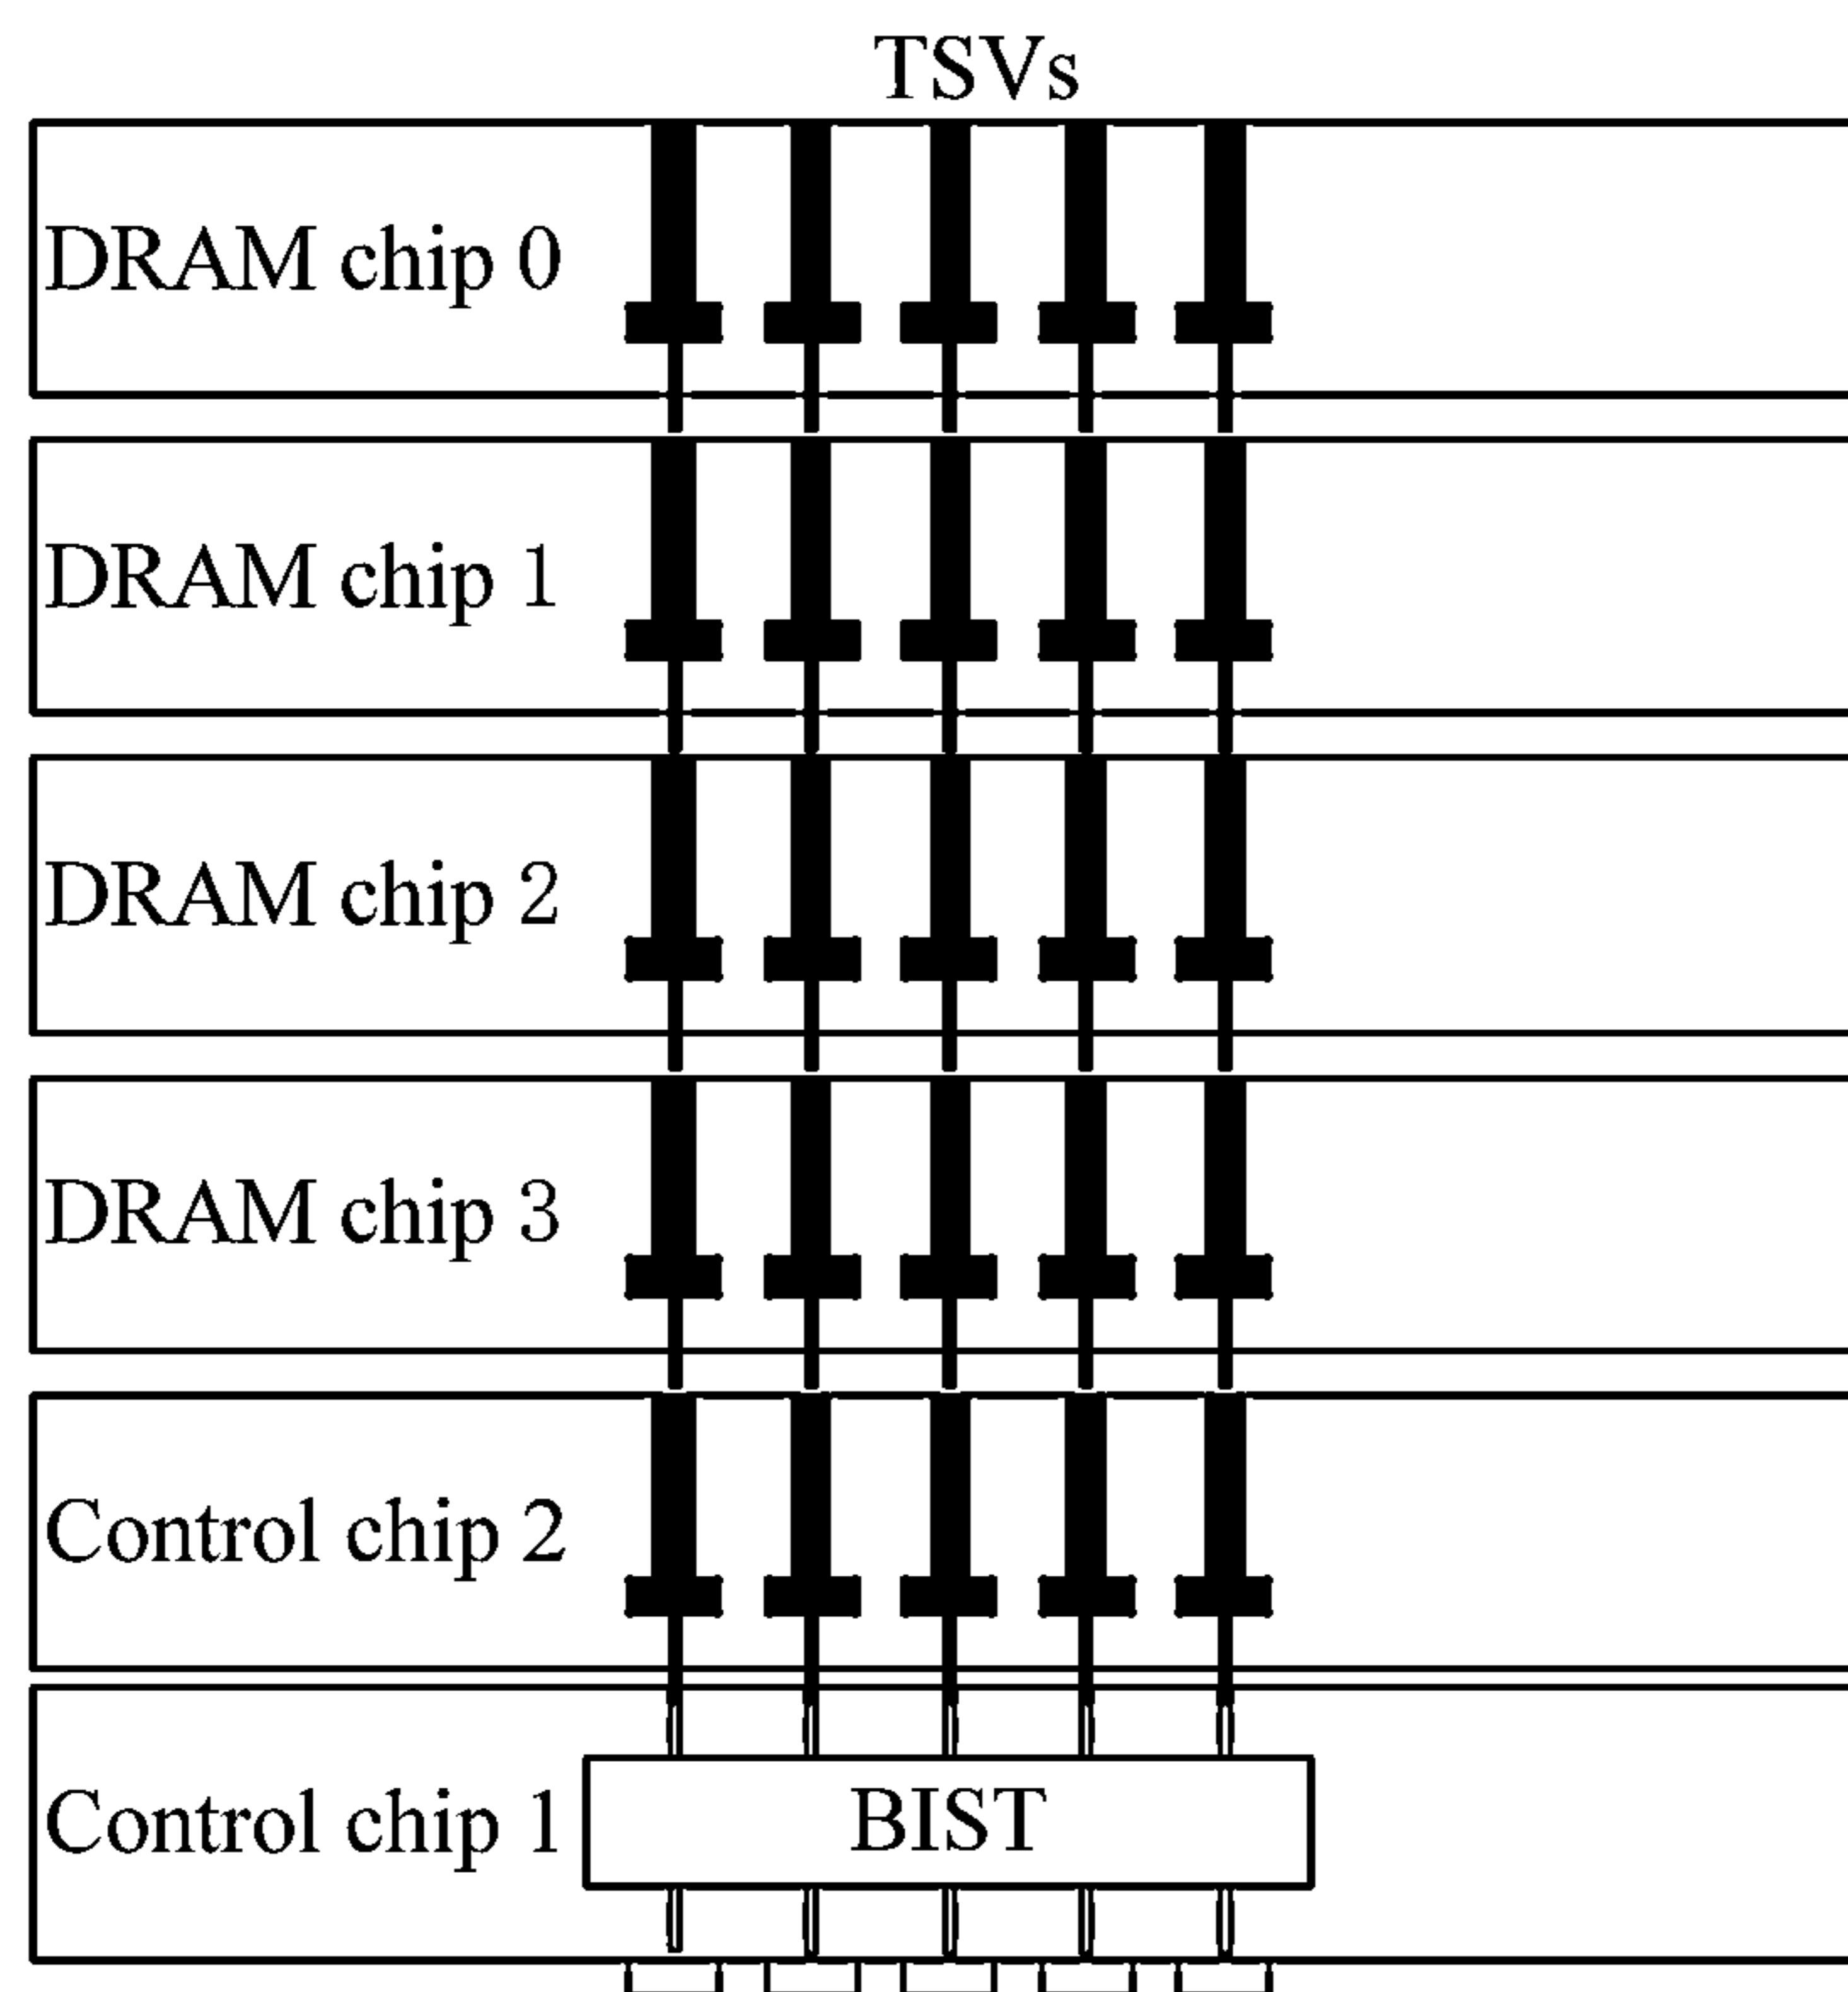 TSVs
DRAM chip 0
DRAM chip 1
DRAM chip 2
DRAM chip 3
Control chip 2
Control chip 1
BIST